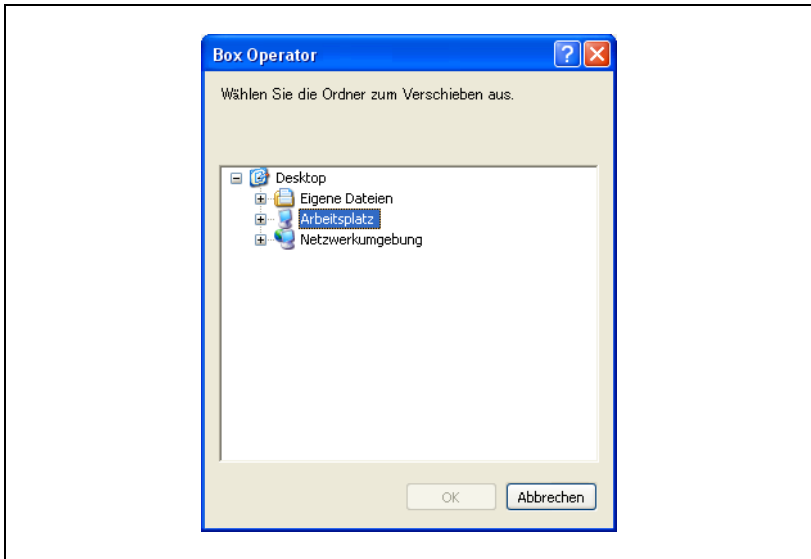 Box Operator
Wählen Sie die Ordner zum Verschieben aus.
Desktop
Eigene Dateien
Arbeitsplatz
Netzwerkumgebung
OK Abbrechen